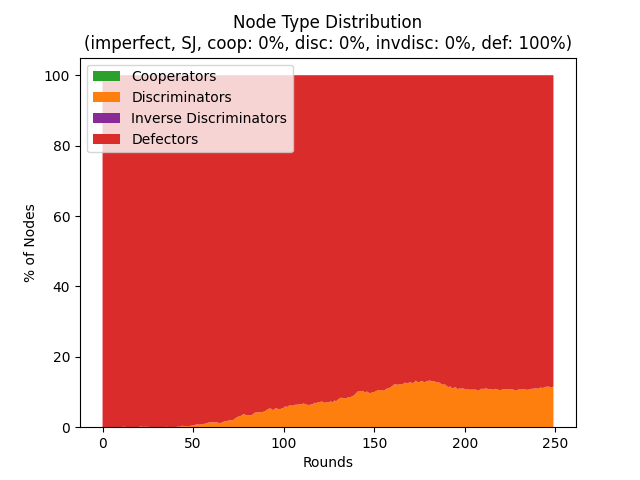 Node Type Distribution
(imperfect, SJ, coop: 0%, disc: 0%, invdisc: 0%, def: 100%)
Cooperators
Discriminators
Inverse Discriminators
Defectors
% of Nodes
100
80
60
40
20
0
0 50 100 150 200 250
Rounds